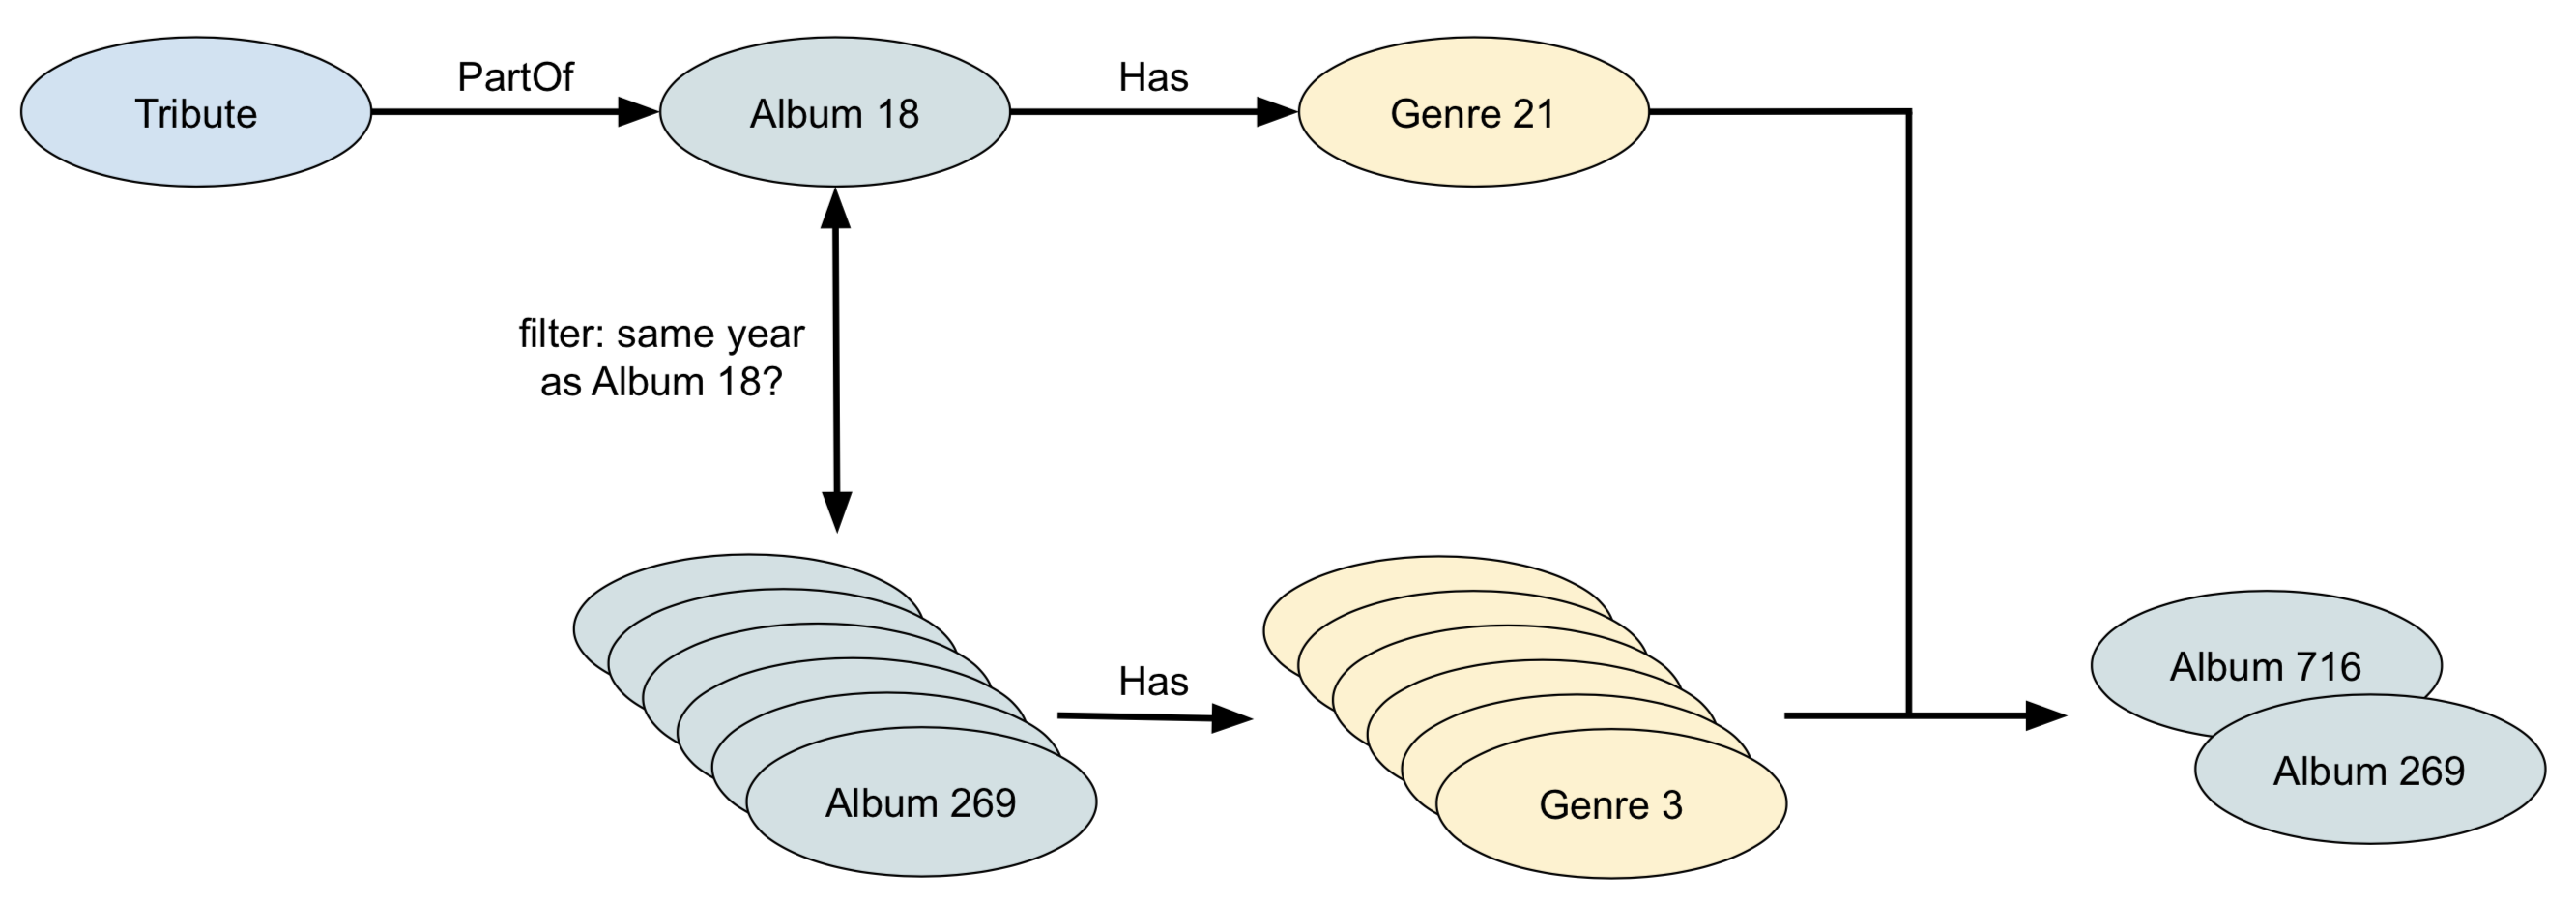 Tribute
PartOf
Album 18
Has
Genre 21
filter: same year
as Album 18?
Album 269
Has
Genre 3
Album 716
Album 269